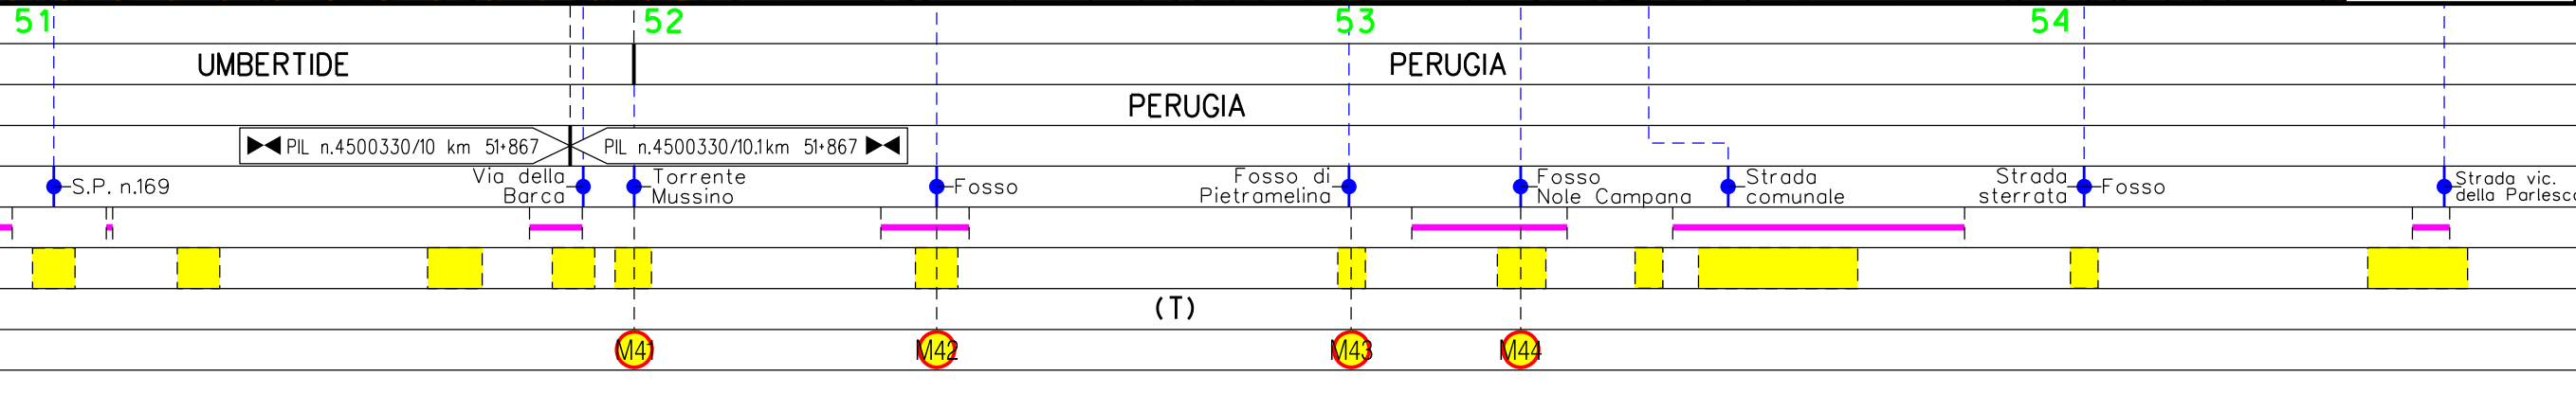 51 52 53 54
UMBERTIDE PERUGIA
PERUGIA
PIL n.4500330/10 km 51+867 PIL n.4500330/10.1km 51+867
S.P. n.169
Via della
Barca
Torrente
Mussino
Fosso
Fosso di
Pietramelina
Fosso
Nole Campana
Strada
comunale
Strada
sterrata
Fosso
Strada vic.
della Parlesc
(T)
M41 M42 M43 M44